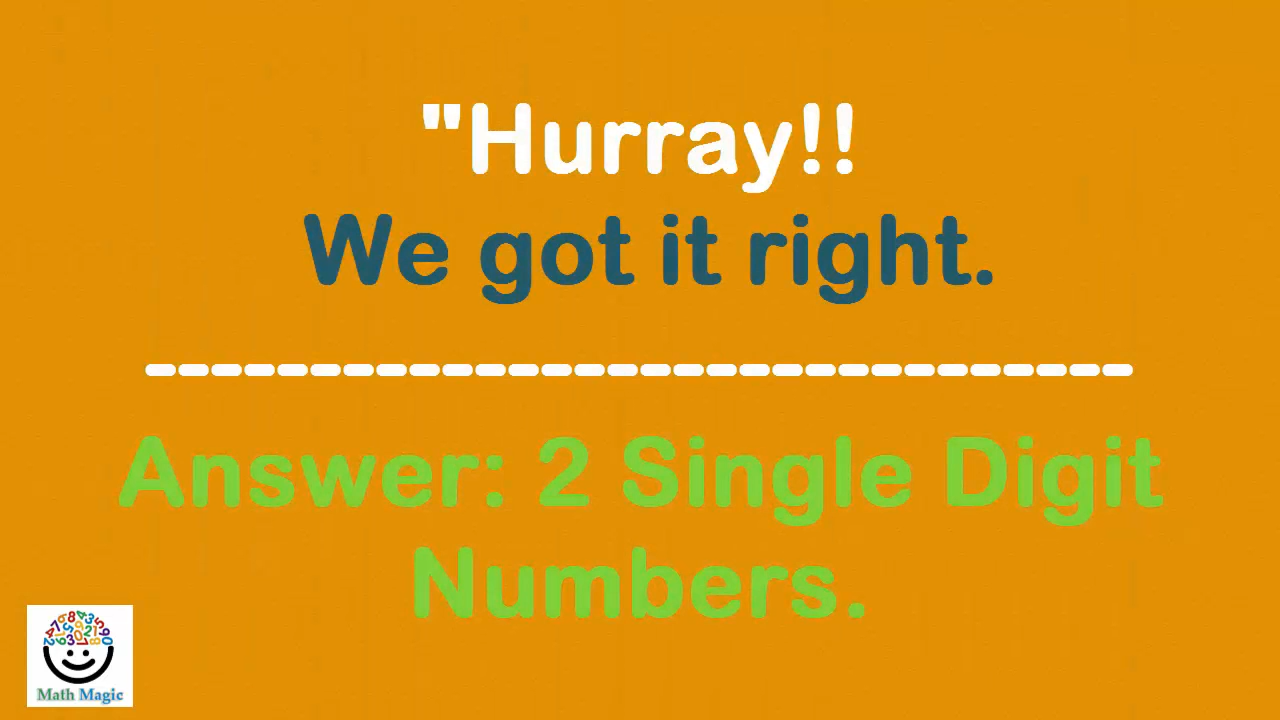 "Hurray!!
We got it right.
------------------------------
Answer: 2 Single Digit
Numbers.
Math Magic